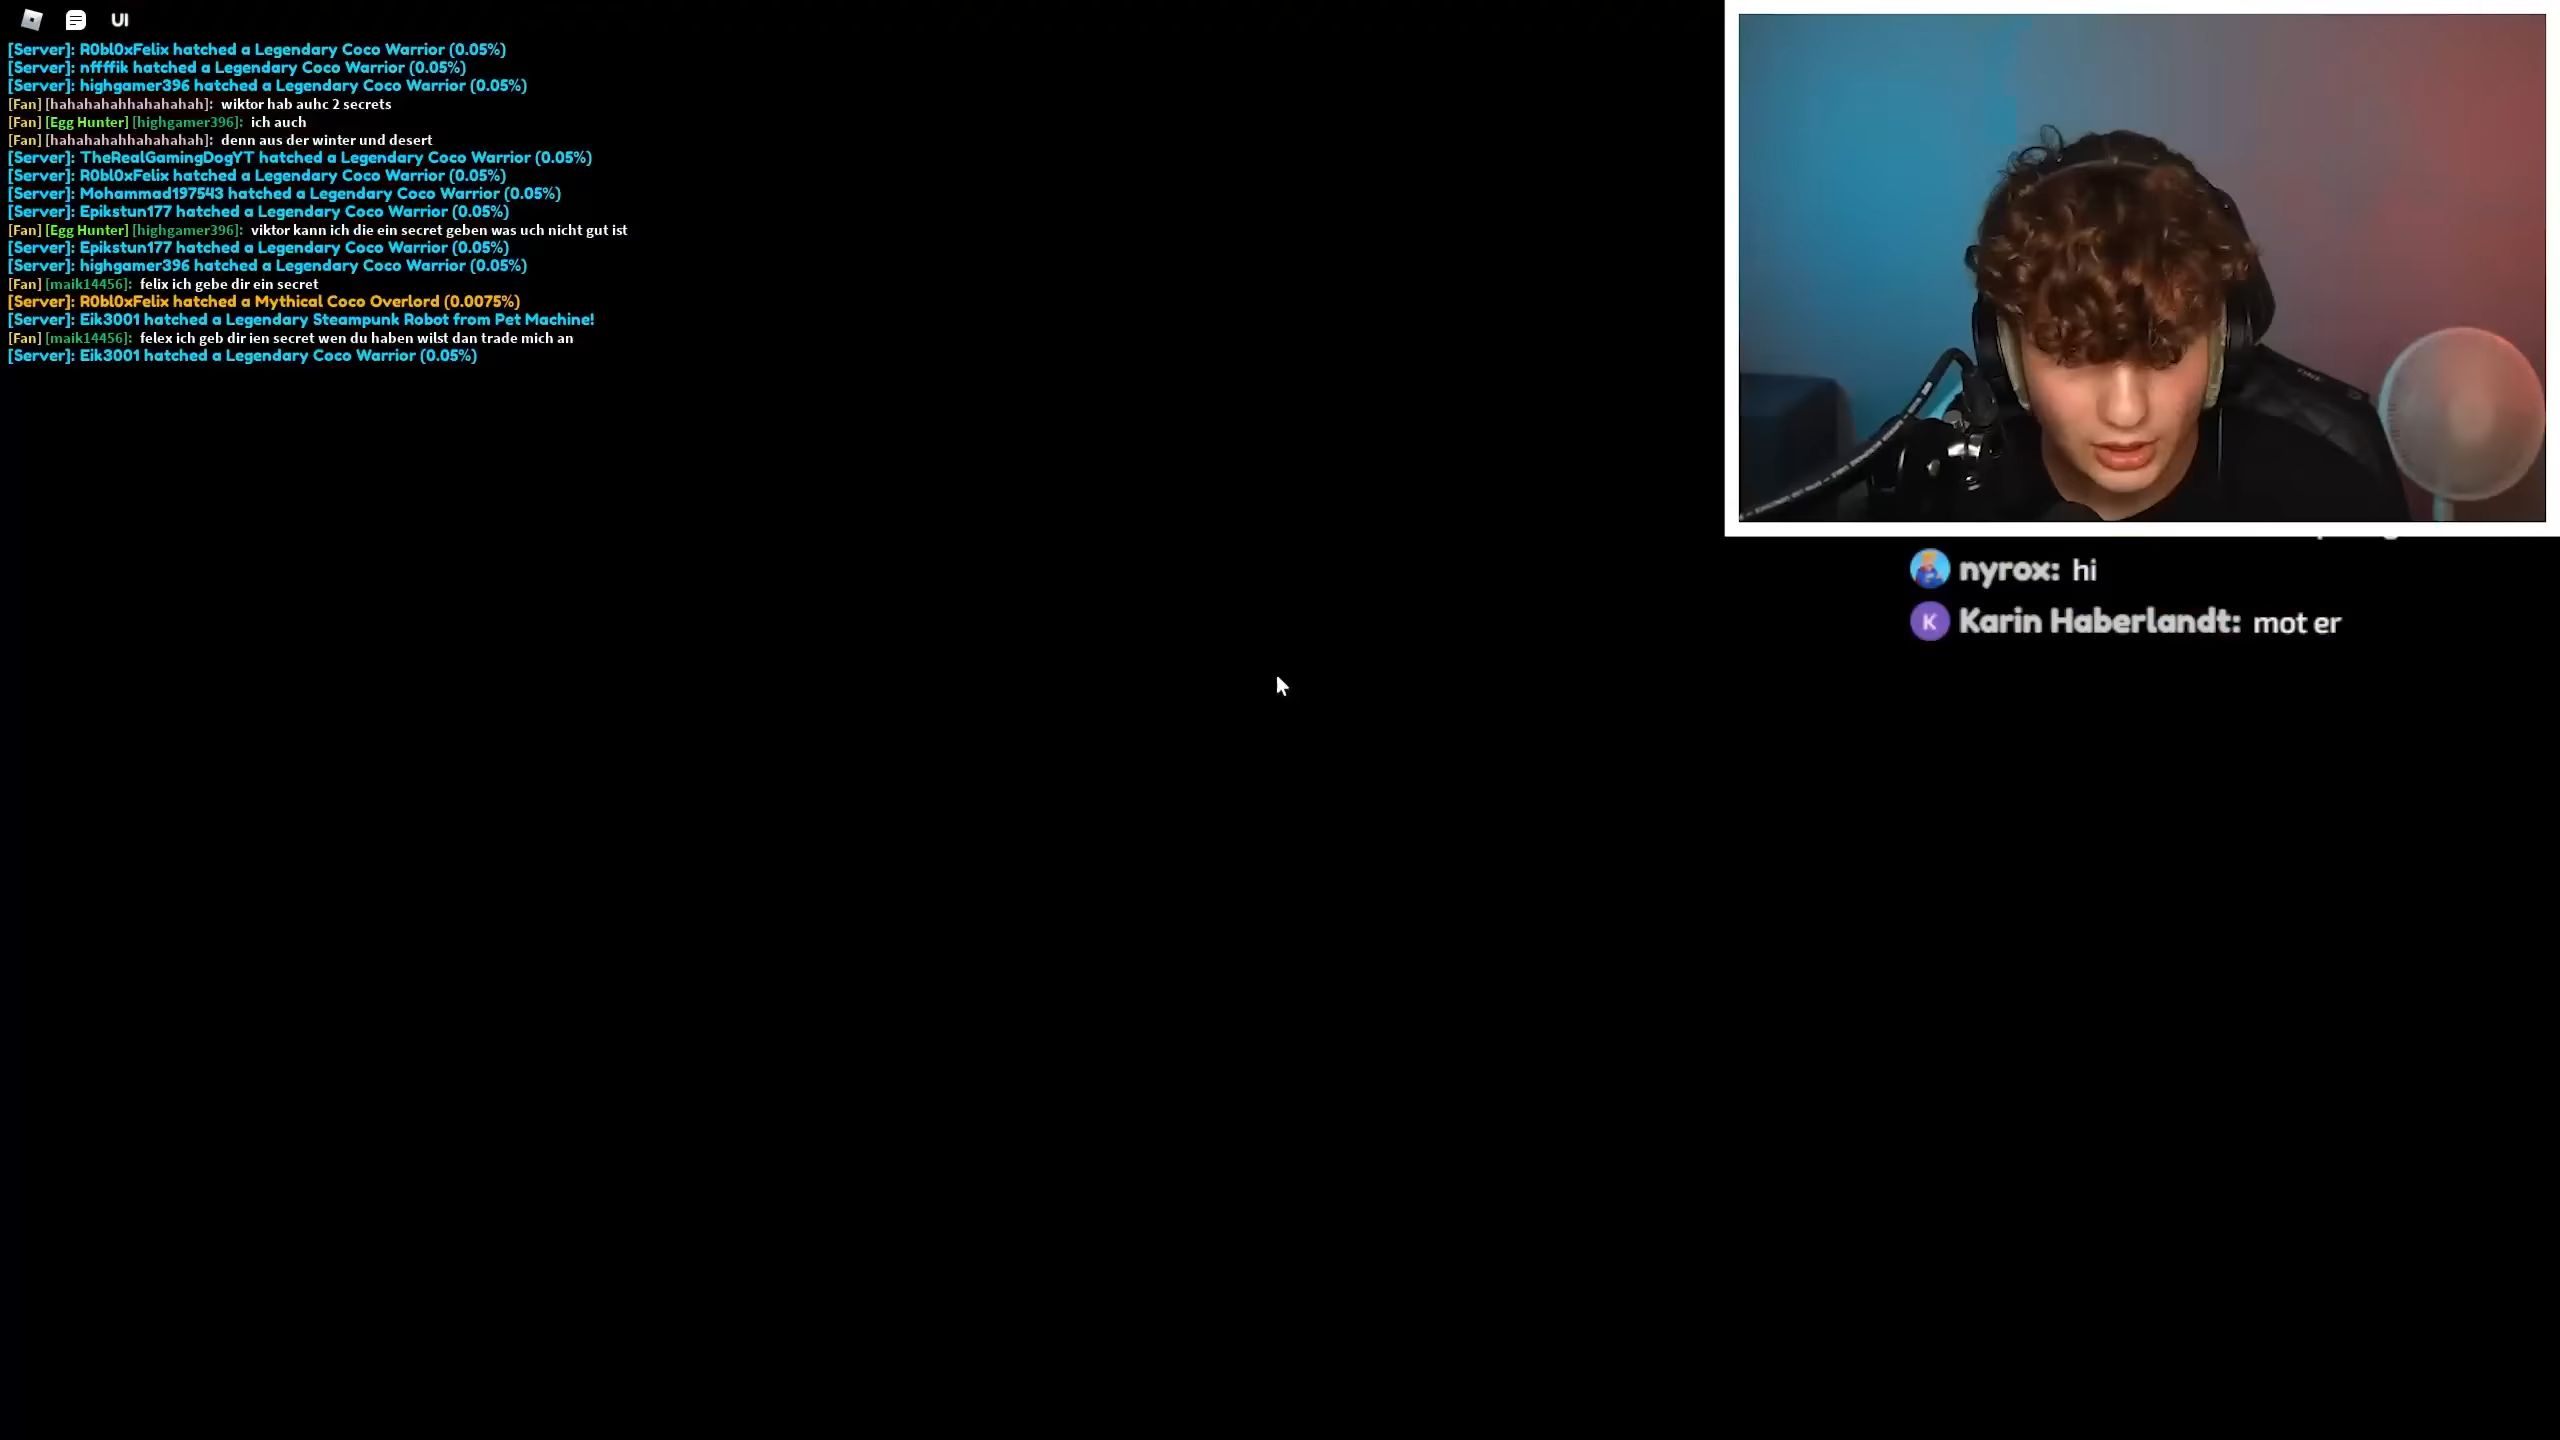 UI
[Server]: R0bl0xFelix hatched a Legendary Coco Warrior (0.05%)
[Server]: nffffik hatched a Legendary Coco Warrior (0.05%)
[Server]: highgamer396 hatched a Legendary Coco Warrior (0.05%)
[Fan] [hahahahahhahahahah]: wiktor hab auhc 2 secrets
[Fan] [Egg Hunter] [highgamer396]: ich auch
[Fan] [hahahahahhahahahah]: denn aus der winter und desert
[Server]: TheRealGamingDogYT hatched a Legendary Coco Warrior (0.05%)
[Server]: R0bl0xFelix hatched a Legendary Coco Warrior (0.05%)
[Server]: Mohammad197543 hatched a Legendary Coco Warrior (0.05%)
[Server]: Epikstun177 hatched a Legendary Coco Warrior (0.05%)
[Fan] [Egg Hunter] [highgamer396]: viktor kann ich die ein secret geben was uch nicht gut ist
[Server]: Epikstun177 hatched a Legendary Coco Warrior (0.05%)
[Server]: highgamer396 hatched a Legendary Coco Warrior (0.05%)
[Fan] [maik14456]: felix ich gebe dir ein secret
[Server]: R0bl0xFelix hatched a Mythical Coco Overlord (0.0075%)
[Server]: Eik3001 hatched a Legendary Steampunk Robot from Pet Machine!
[Fan] [maik14456]: felex ich geb dir ien secret wen du haben wilst dan trade mich an
[Server]: Eik3001 hatched a Legendary Coco Warrior (0.05%)
nyrox: hi
K Karin Haberlandt: mot er